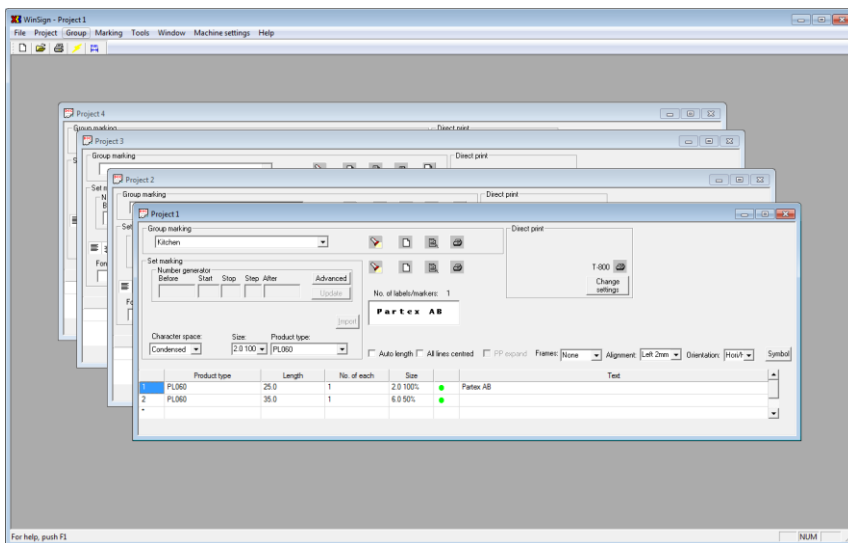 WinSign - Project 1
File Project Group Marking Tools Window Machine settings Help
Project 4
Group marking Direct print
Project 3
Group marking Direct print
Project 2
Group marking Direct print
Project 1
Group marking Direct print
Kitchen
Set marking
Number generator
Before Start Stop Step After Advanced
Update
T-800
Change settings
No. of labels/markers: 1
Partex AB
Import
Character space: Size: Product type:
Condensed 2.0 100 PL060
Auto length All lines centred PP expand Frames: None Alignment: Left 2mm Orientation: Symbol
Product type Length No. of each Size Text
1 PL060 25.0 1 2.0 100% Partex AB
2 PL060 35.0 1 6.0 50%
*
For help, push F1 NUM